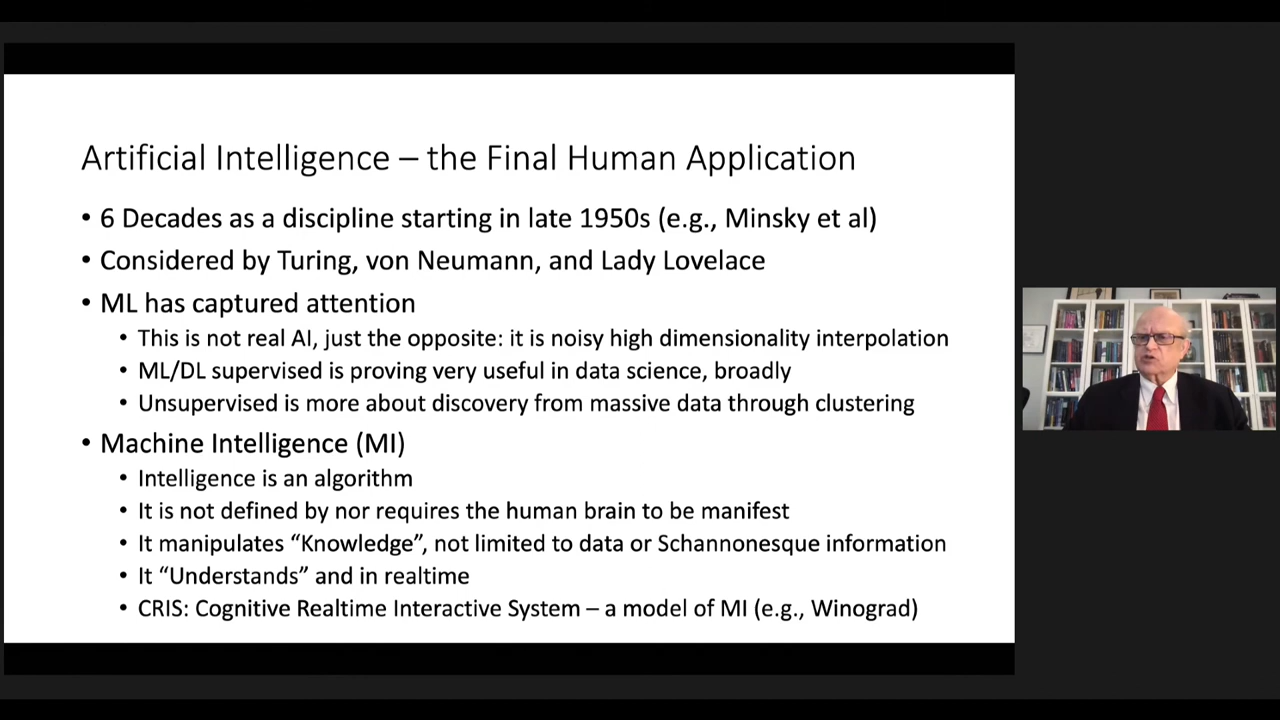 Artificial Intelligence – the Final Human Application
• 6 Decades as a discipline starting in late 1950s (e.g., Minsky et al)
• Considered by Turing, von Neumann, and Lady Lovelace
• ML has captured attention
• This is not real AI, just the opposite: it is noisy high dimensionality interpolation
• ML/DL supervised is proving very useful in data science, broadly
• Unsupervised is more about discovery from massive data through clustering
• Machine Intelligence (MI)
• Intelligence is an algorithm
• It is not defined by nor requires the human brain to be manifest
• It manipulates “Knowledge”, not limited to data or Schannonesque information
• It “Understands” and in realtime
• CRIS: Cognitive Realtime Interactive System – a model of MI (e.g., Winograd)